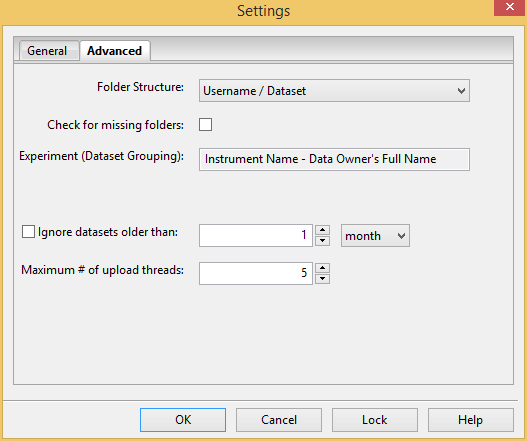 Settings
General Advanced
Folder Structure: Username / Dataset
Check for missing folders:
Experiment (Dataset Grouping): Instrument Name - Data Owner's Full Name
Ignore datasets older than: 1 month
Maximum # of upload threads: 5
OK Cancel Lock Help